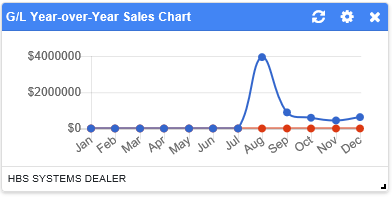 G/L Year-over-Year Sales Chart
$4000000
$2000000
$0
Jan Feb Mar Apr May Jun Jul Aug Sep Oct Nov Dec
HBS SYSTEMS DEALER